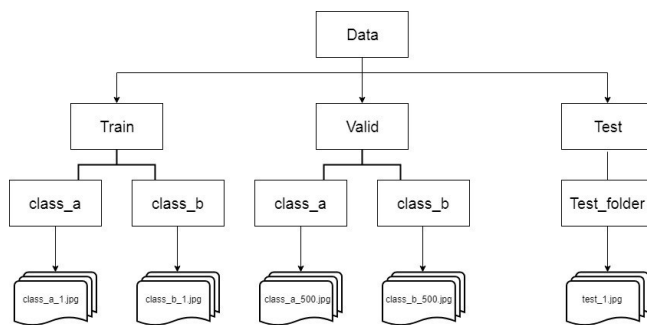 Data
Train
Valid
Test
class_a
class_b
class_a
class_b
Test_folder
class_a_1.jpg
class_b_1.jpg
class_a_500.jpg
class_b_500.jpg
test_1.jpg